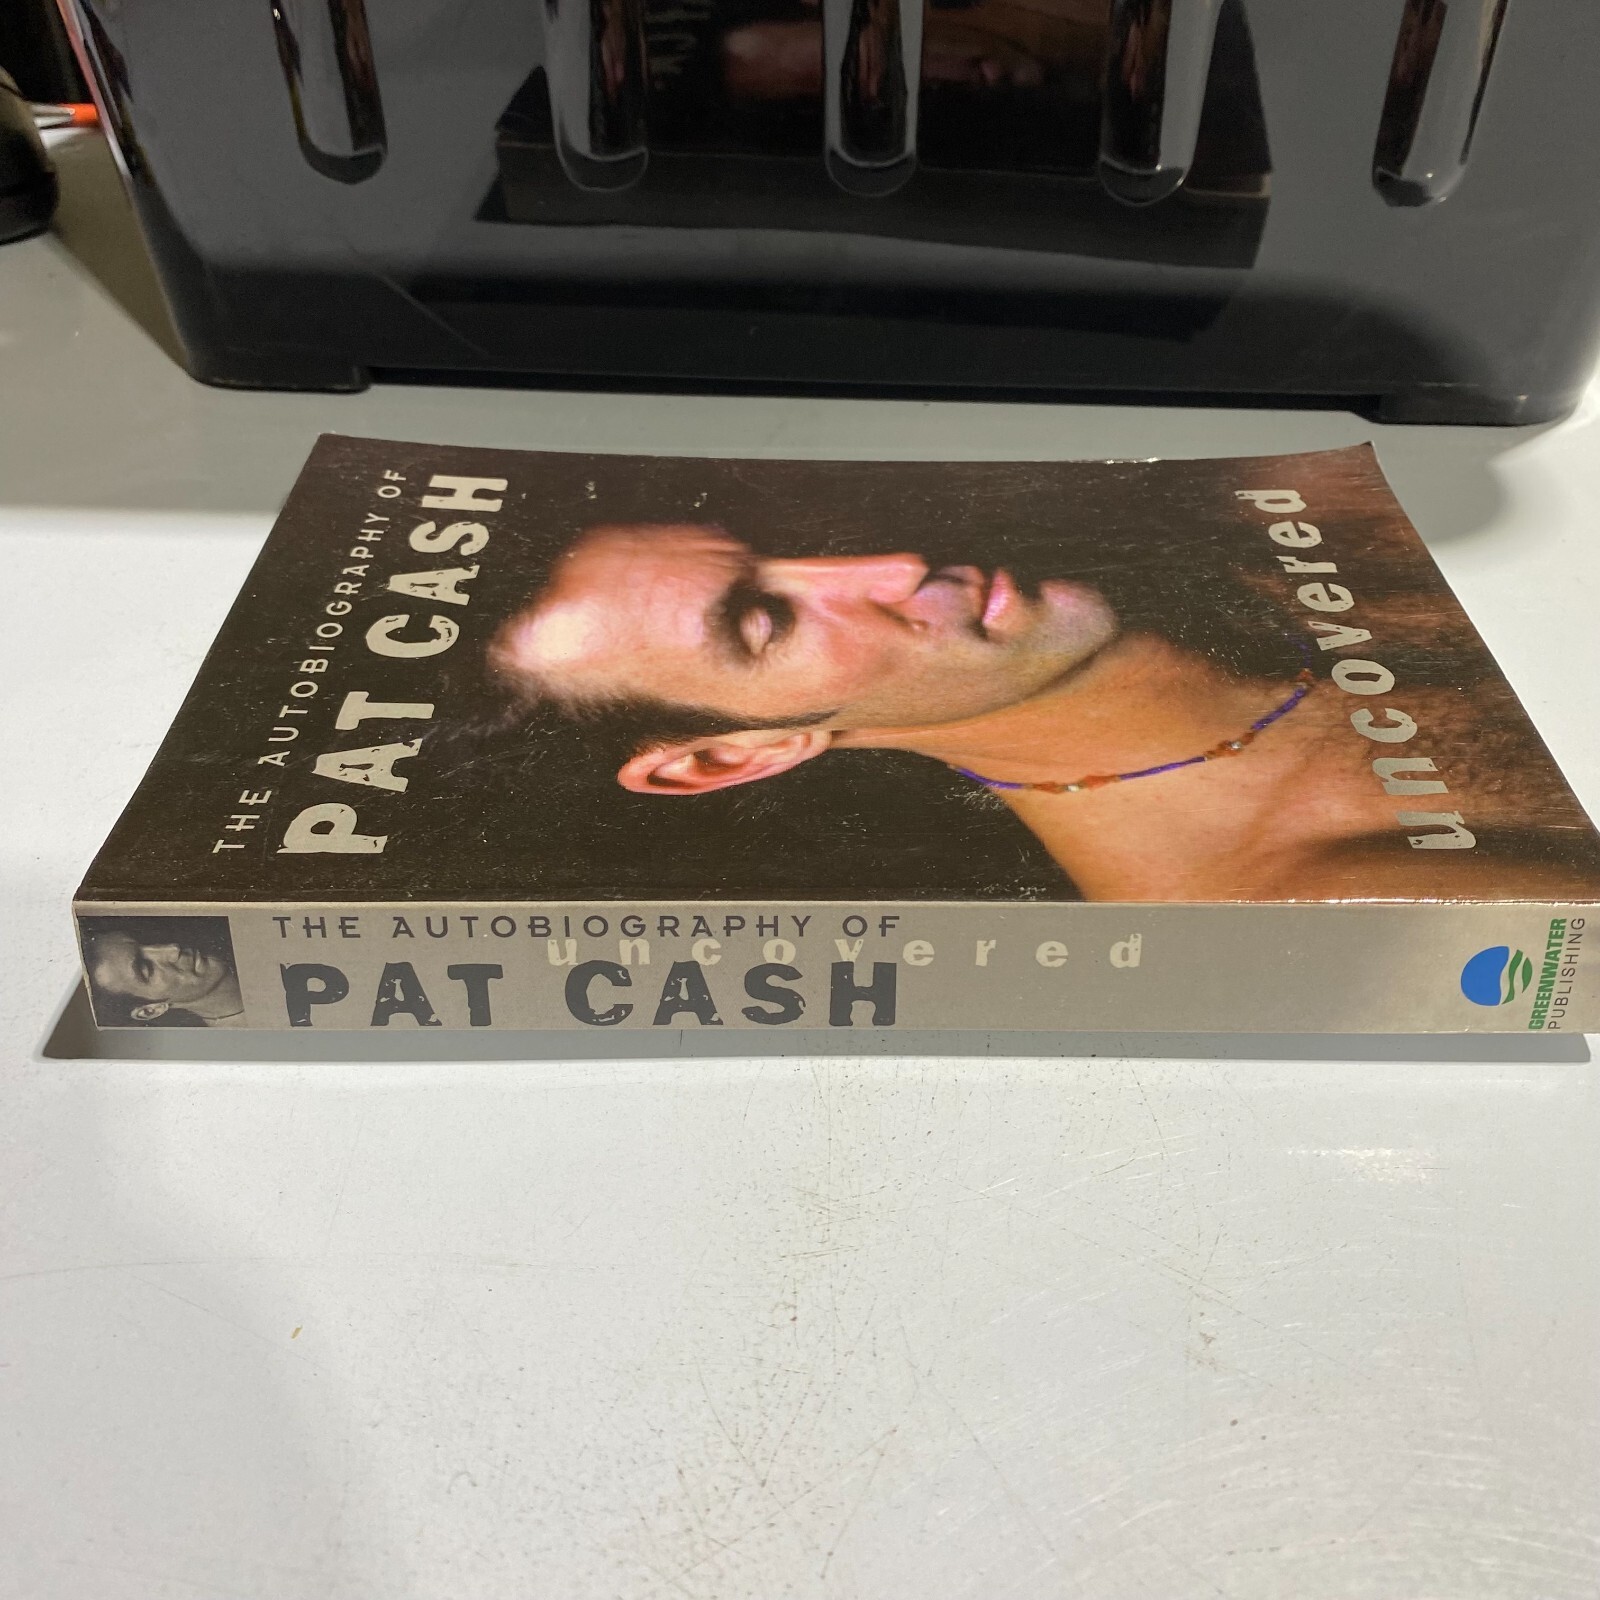 THE AUTOBIOGRAPHY OF
PAT CASH
uncovered
THE AUTOBIOGRAPHY OF
uncovered
PAT CASH
GREENWATER
PUBLISHING